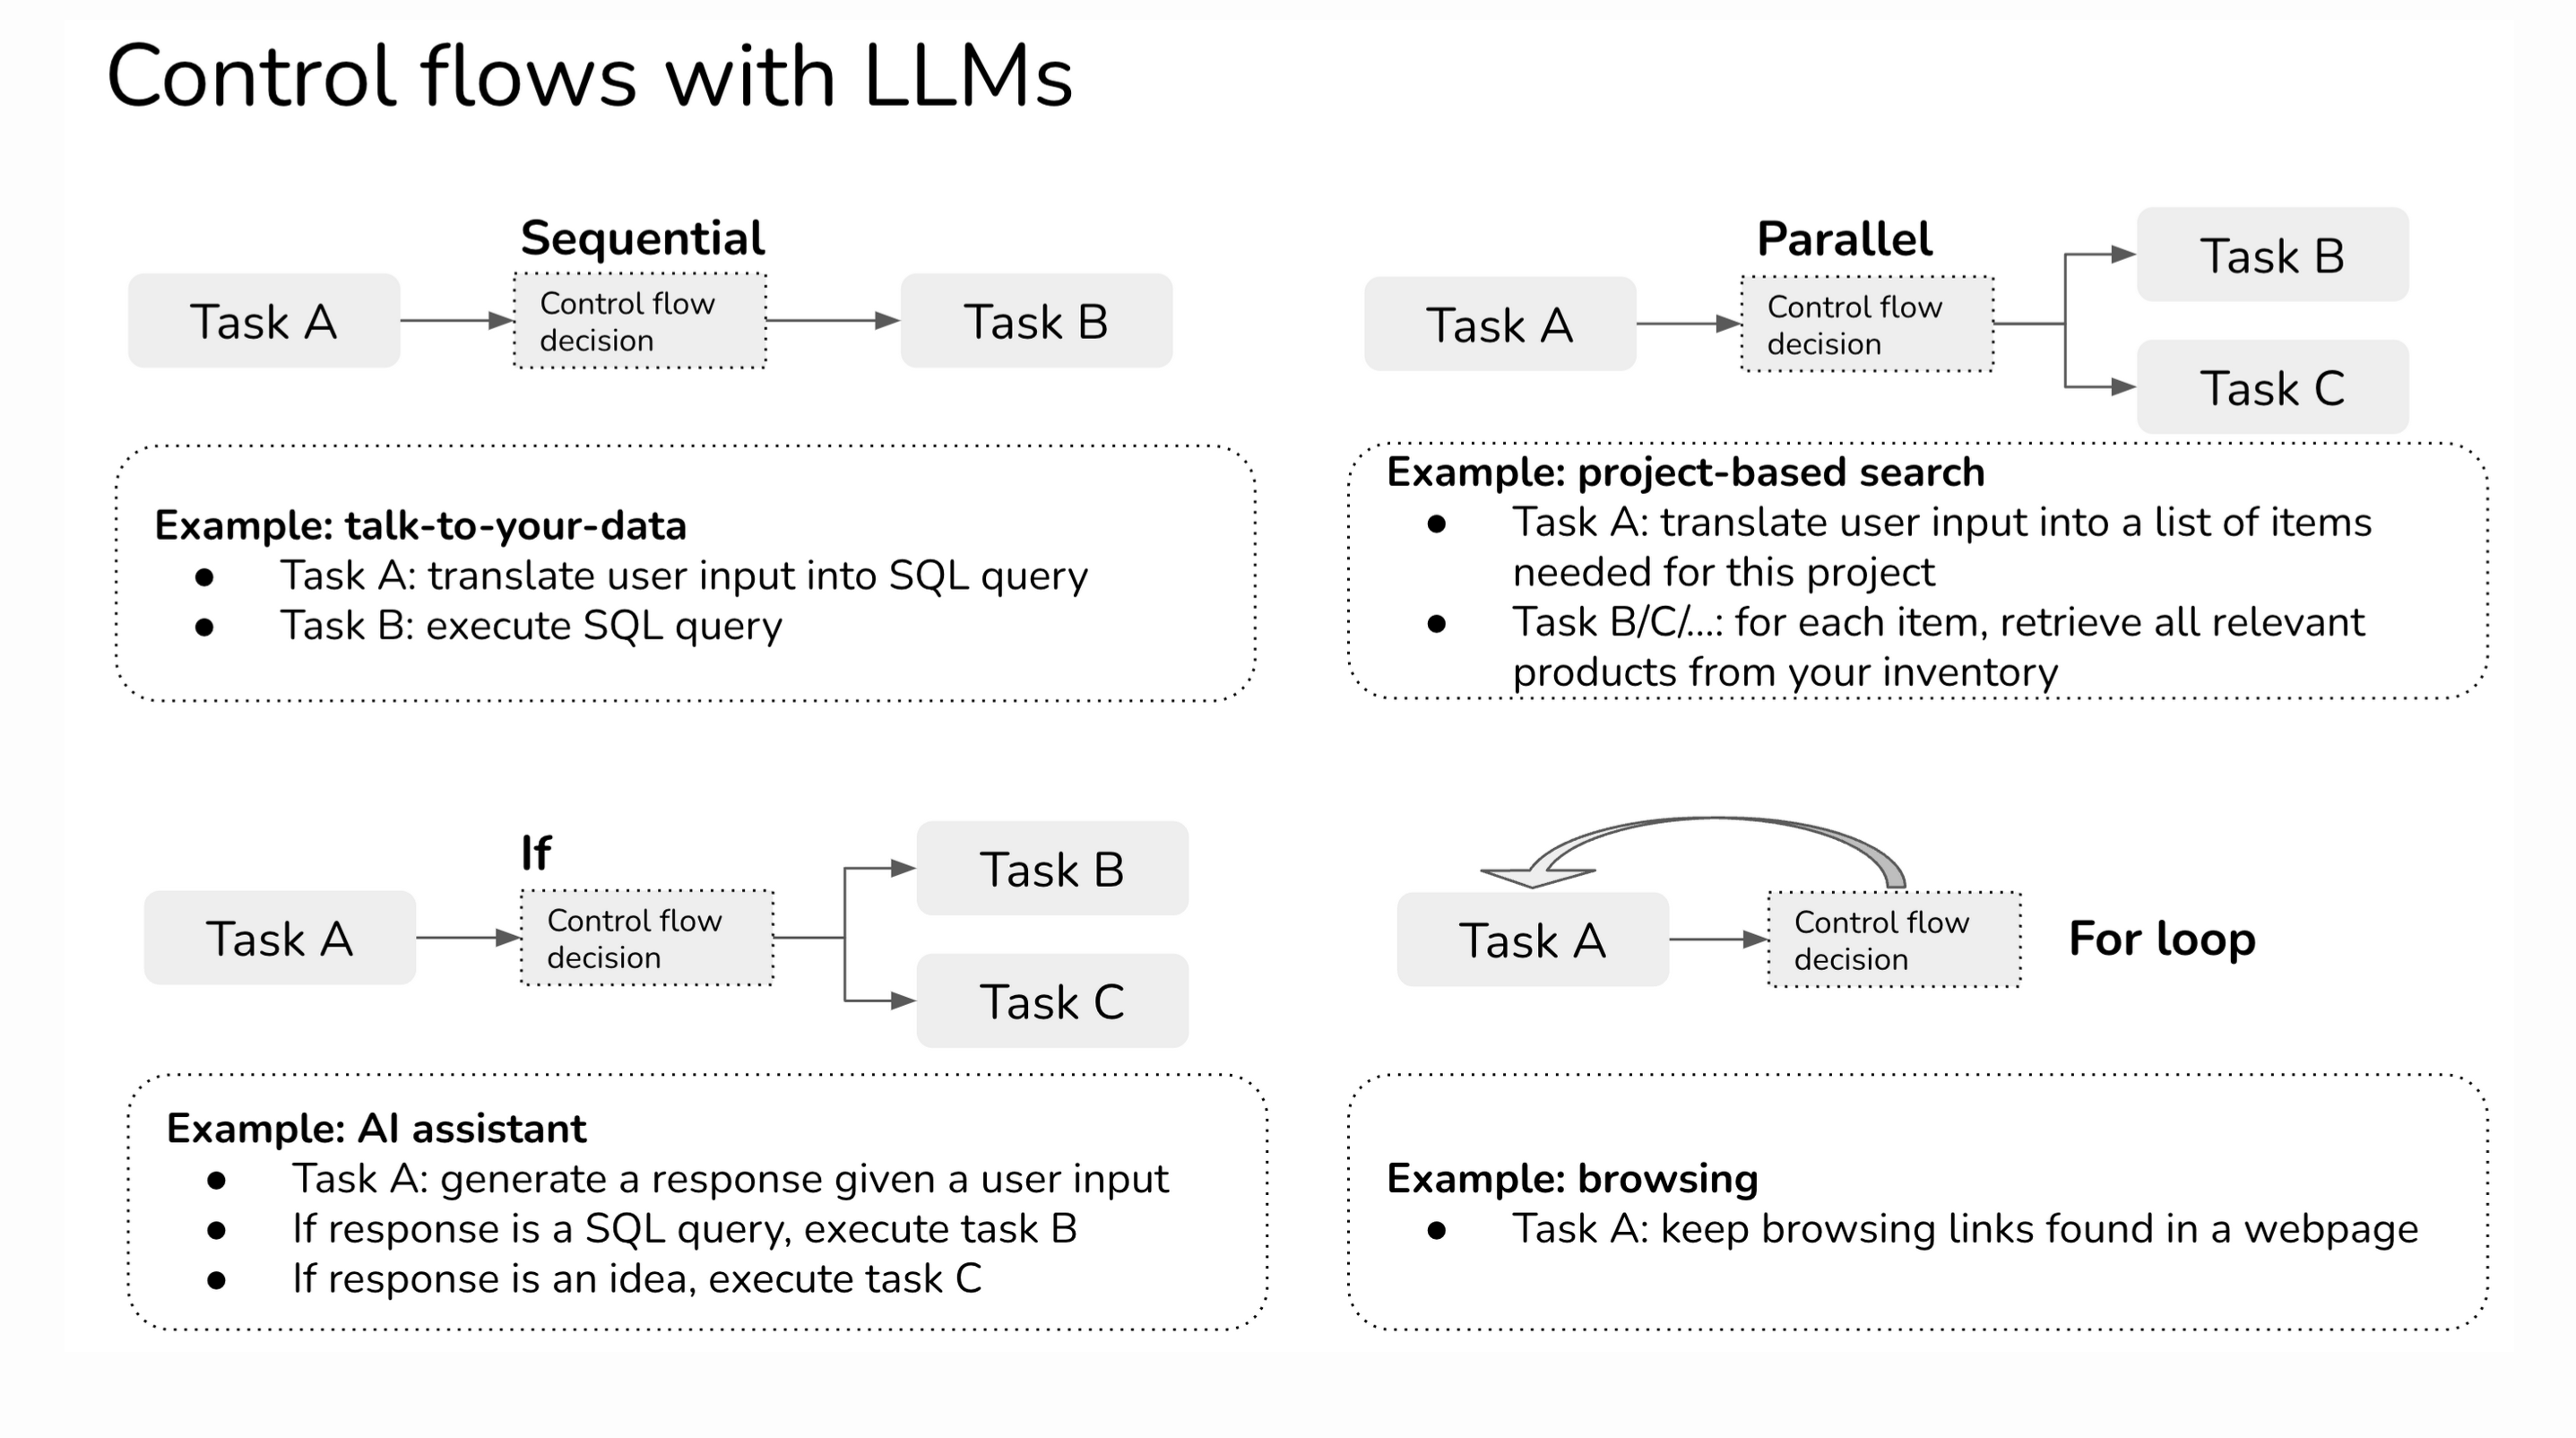 Control flows with LLMs
Sequential
Task A
Control flow
decision
Task B
Example: talk-to-your-data
● Task A: translate user input into SQL query
● Task B: execute SQL query
Parallel
Task A
Control flow
decision
Task B
Task C
Example: project-based search
● Task A: translate user input into a list of items
needed for this project
● Task B/C/...: for each item, retrieve all relevant
products from your inventory
If
Task A
Control flow
decision
Task B
Task C
Example: AI assistant
● Task A: generate a response given a user input
● If response is a SQL query, execute task B
● If response is an idea, execute task C
Task A
Control flow
decision
For loop
Example: browsing
● Task A: keep browsing links found in a webpage